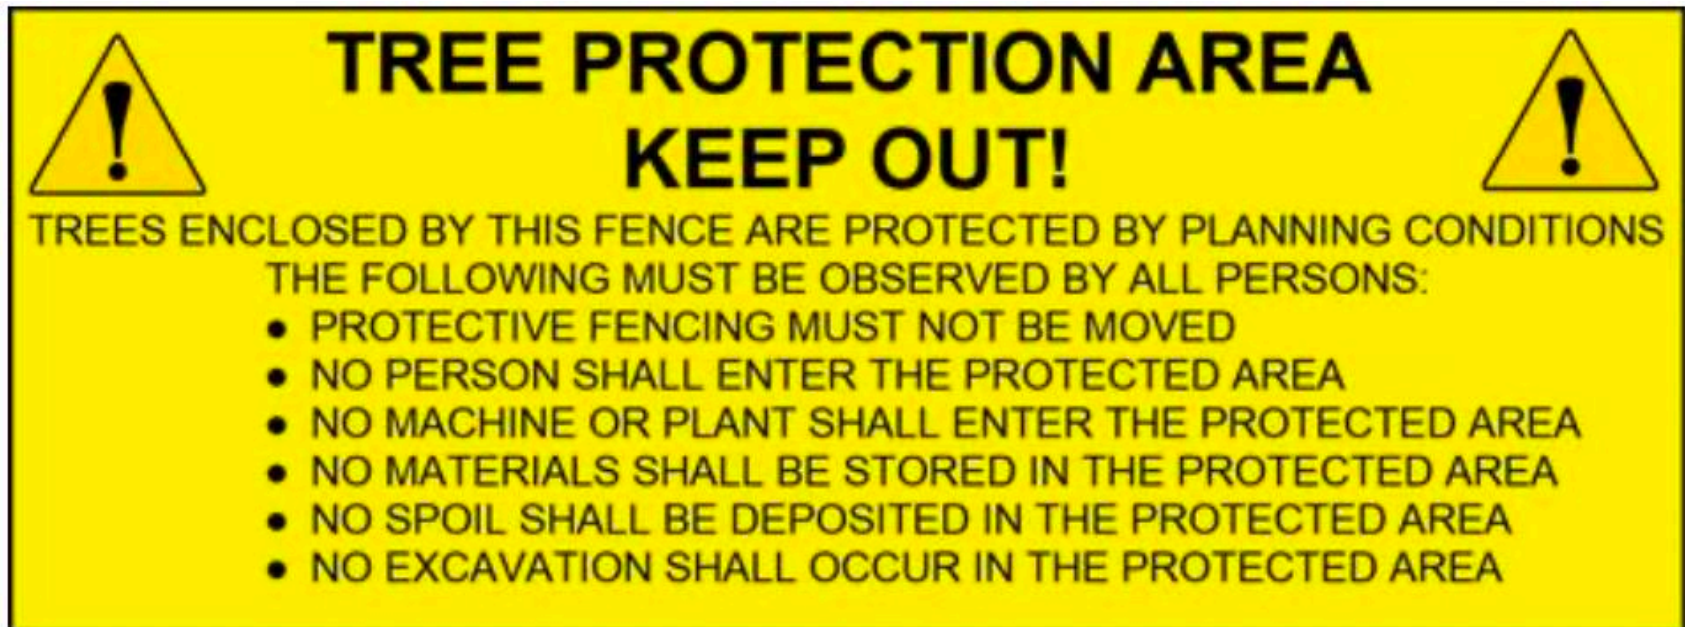 TREE PROTECTION AREA
KEEP OUT!
TREES ENCLOSED BY THIS FENCE ARE PROTECTED BY PLANNING CONDITIONS
THE FOLLOWING MUST BE OBSERVED BY ALL PERSONS:
● PROTECTIVE FENCING MUST NOT BE MOVED
● NO PERSON SHALL ENTER THE PROTECTED AREA
● NO MACHINE OR PLANT SHALL ENTER THE PROTECTED AREA
● NO MATERIALS SHALL BE STORED IN THE PROTECTED AREA
● NO SPOIL SHALL BE DEPOSITED IN THE PROTECTED AREA
● NO EXCAVATION SHALL OCCUR IN THE PROTECTED AREA